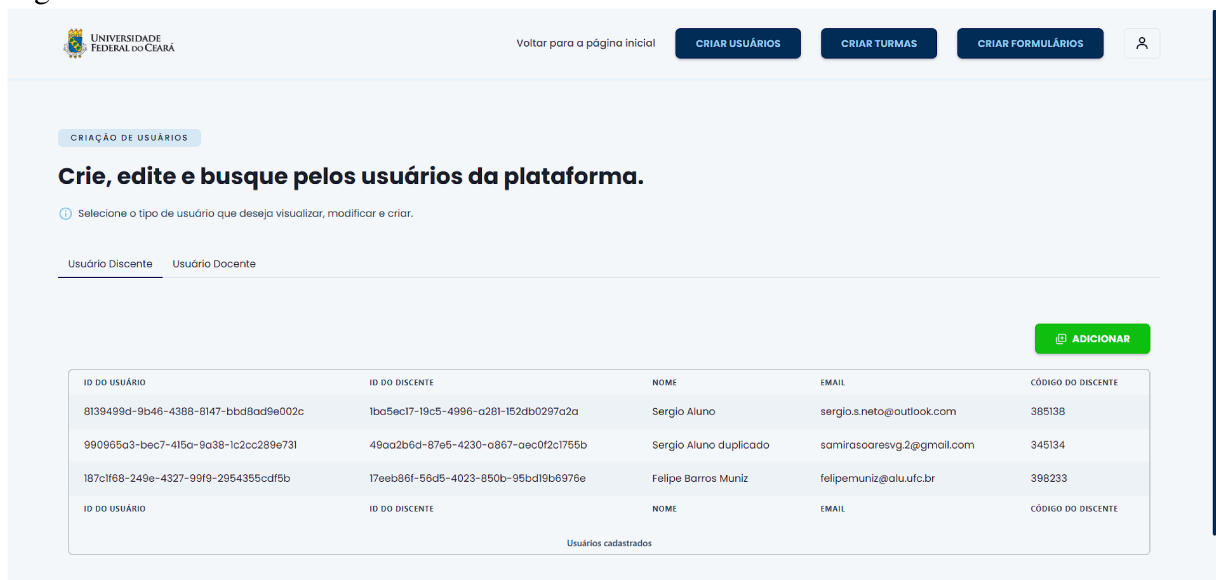 UNIVERSIDADE
FEDERAL DO CEARÁ
Voltar para a página inicial CRIAR USUÁRIOS CRIAR TURMAS CRIAR FORMULÁRIOS
CRIAÇÃO DE USUÁRIOS
Crie, edite e busque pelos usuários da plataforma.
Selecione o tipo de usuário que deseja visualizar, modificar e criar.
Usuário Discente Usuário Docente
ADICIONAR
ID DO USUÁRIO ID DO DISCENTE NOME EMAIL CÓDIGO DO DISCENTE
8139499d-9b46-4388-8147-bbd8ad9e002c 1ba5ec17-19c5-4996-a281-152db0297a2a Sergio Aluno sergio.s.neto@outlook.com 385138
990965a3-bec7-415a-9a38-1c2cc289e731 49aa2b6d-87e5-4230-a867-aec0f2c1755b Sergio Aluno duplicado samirasoaresvg.2@gmail.com 345134
187c1f68-249e-4327-99f9-2954355cdf5b 17eeb86f-56d5-4023-850b-95bd19b6976e Felipe Barros Muniz felipemuniz@alu.ufc.br 398233
ID DO USUÁRIO ID DO DISCENTE NOME EMAIL CÓDIGO DO DISCENTE
Usuários cadastrados